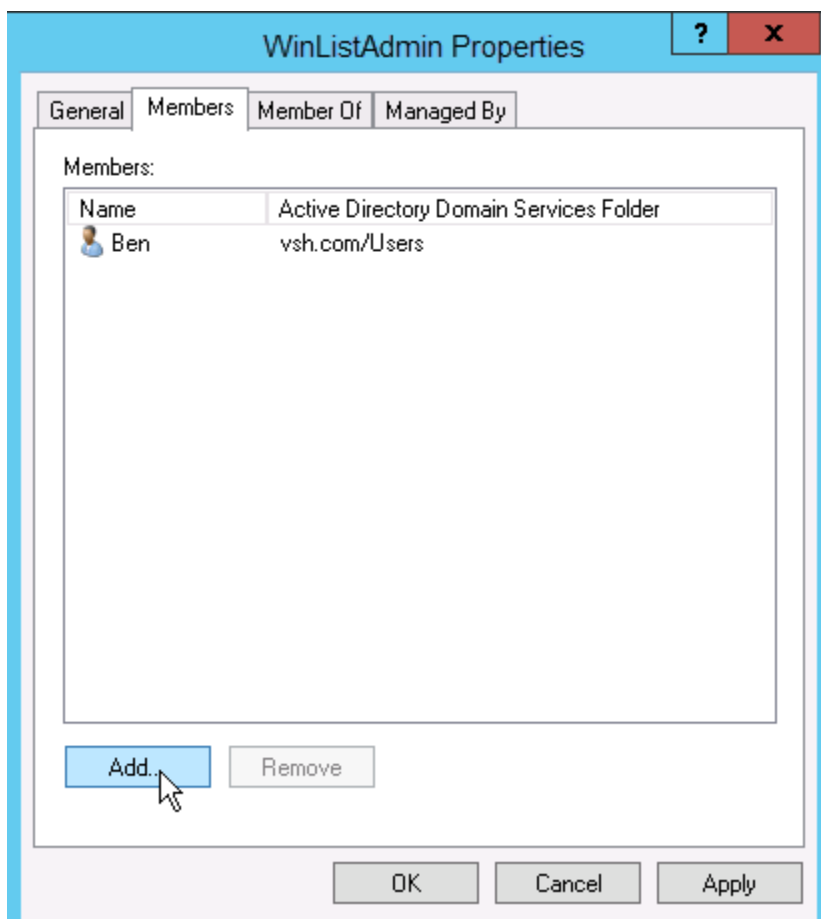 WinListAdmin Properties ? x
General Members Member Of Managed By
Members:
Name Active Directory Domain Services Folder
Ben vsh.com/Users
Add... Remove
OK Cancel Apply